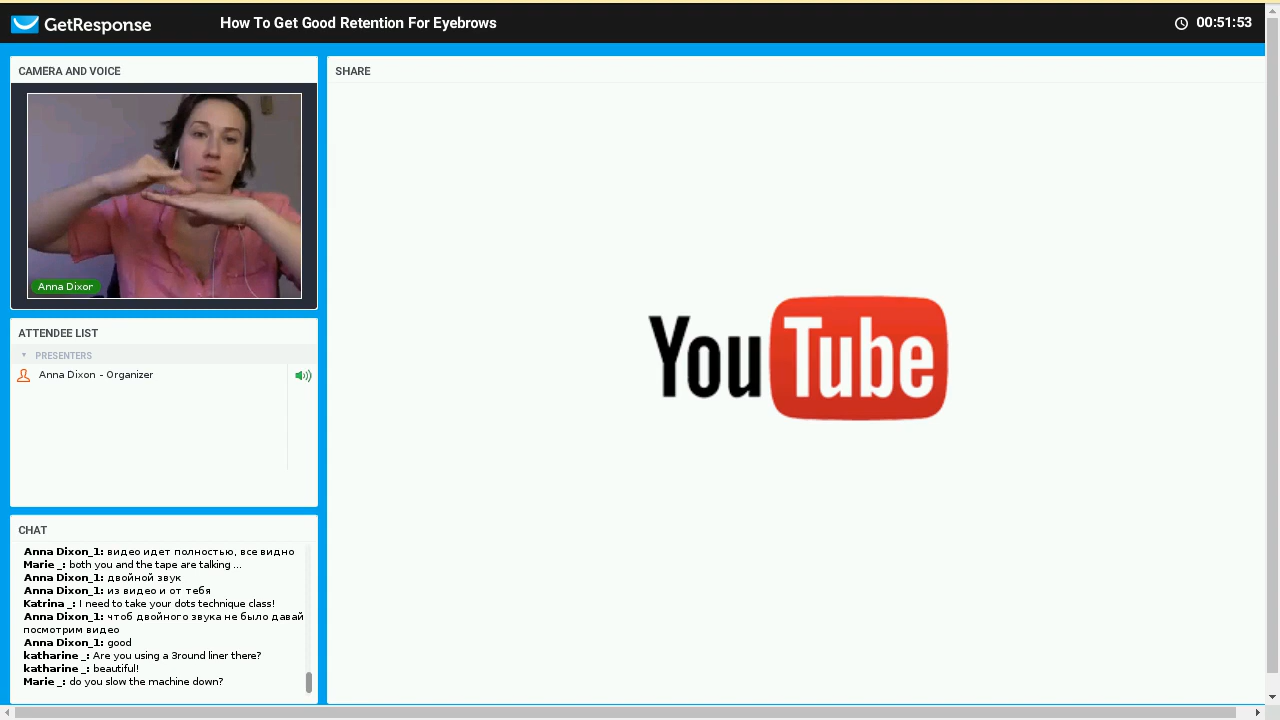 GetResponse
How To Get Good Retention For Eyebrows
00:51:53
CAMERA AND VOICE
Anna Dixon
ATTENDEE LIST
PRESENTERS
Anna Dixon - Organizer
CHAT
Anna Dixon_1: видео идет полностью, все видно
Marie _: both you and the tape are talking ...
Anna Dixon_1: двойной звук
Anna Dixon_1: из видео и от тебя
Katrina _: I need to take your dots technique class!
Anna Dixon_1: чтоб двойного звука не было давай
посмотрим видео
Anna Dixon_1: good
katharine _: Are you using a 3round liner there?
katharine _: beautiful!
Marie _: do you slow the machine down?
SHARE
YouTube